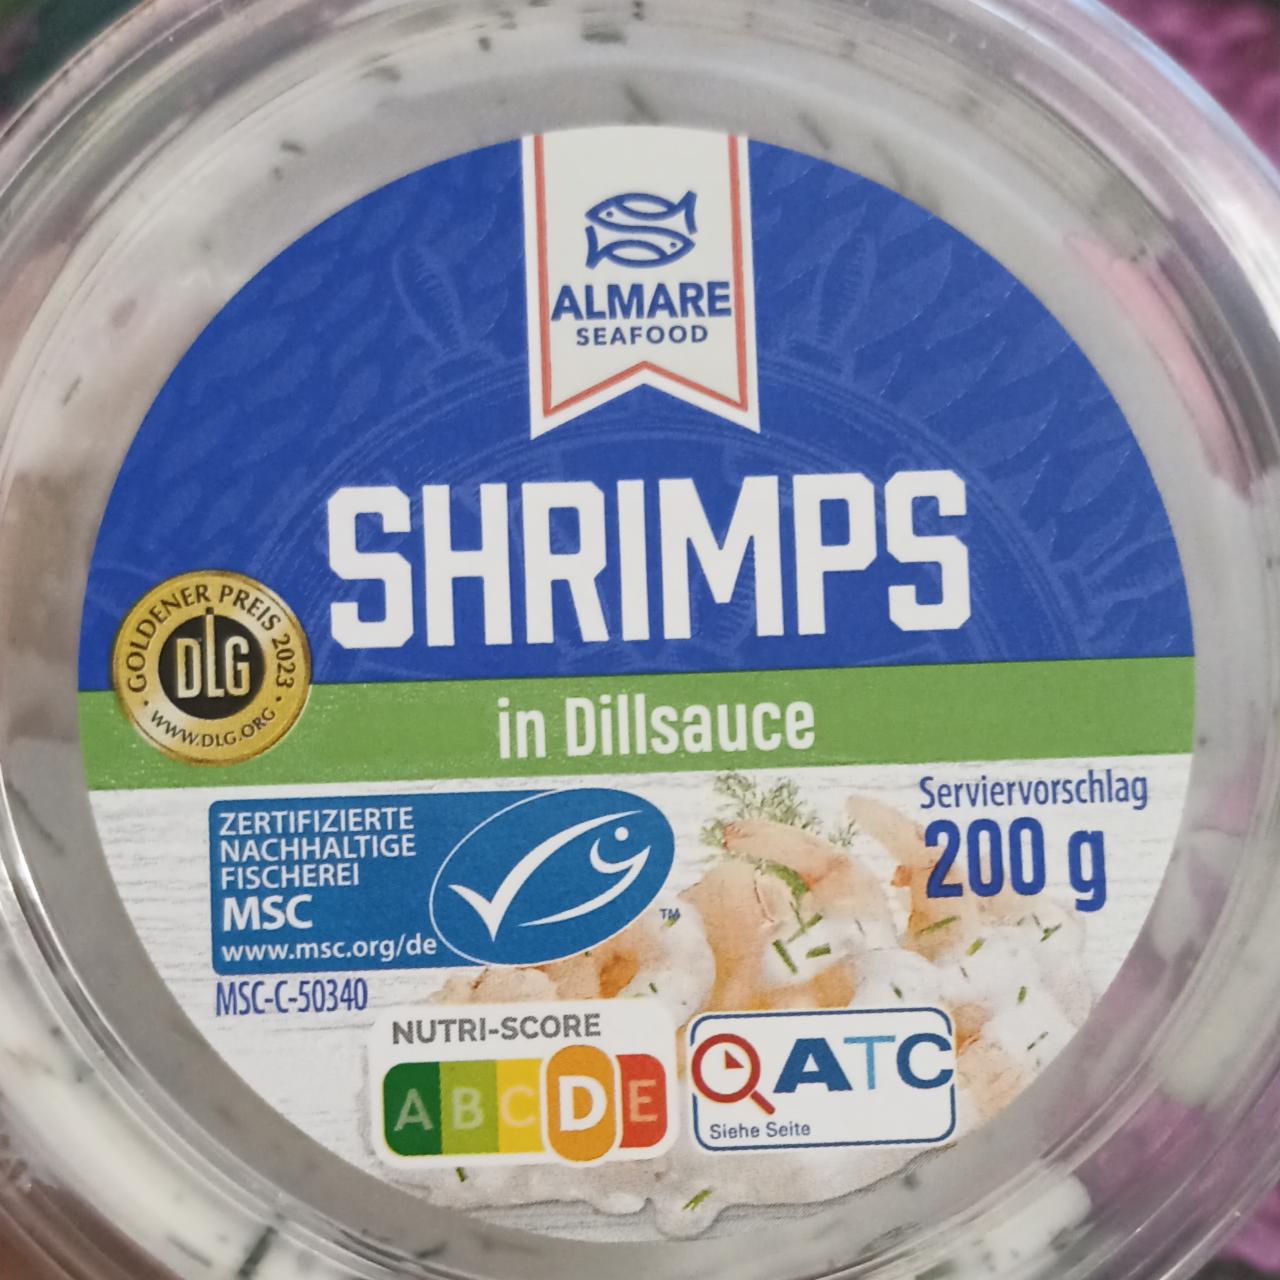 ALMARE
SEAFOOD
SHRIMPS
in Dillsauce
GOLDENER PREIS 2023
DLG
WWW.DLG.ORG
Serviervorschlag
200 g
ZERTIFIZIERTE
NACHHALTIGE
FISCHEREI
MSC
www.msc.org/de
TM
MSC-C-50340
NUTRI-SCORE
A B C D E
ATC
Siehe Seite